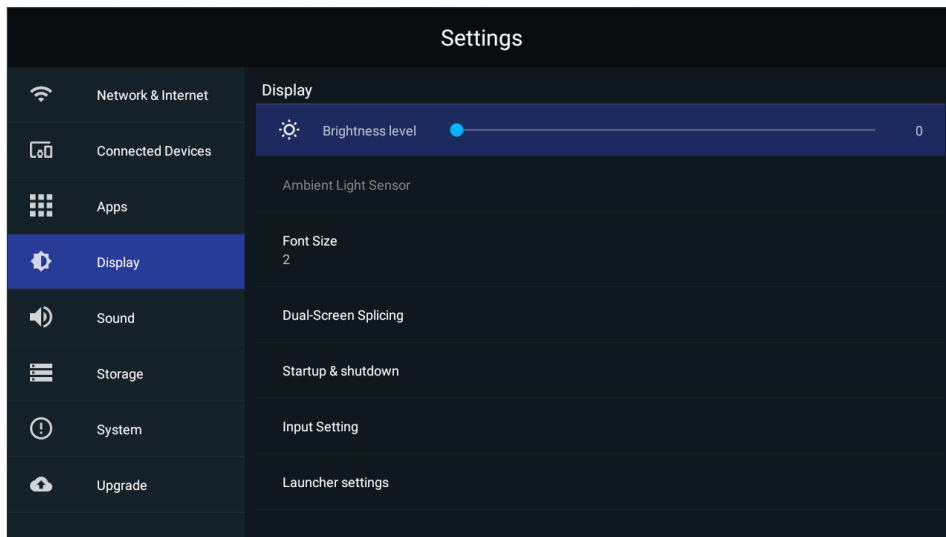 Settings
Network & Internet
Connected Devices
Apps
Display
Sound
Storage
System
Upgrade
Display
Brightness level 0
Ambient Light Sensor
Font Size
2
Dual-Screen Splicing
Startup & shutdown
Input Setting
Launcher settings